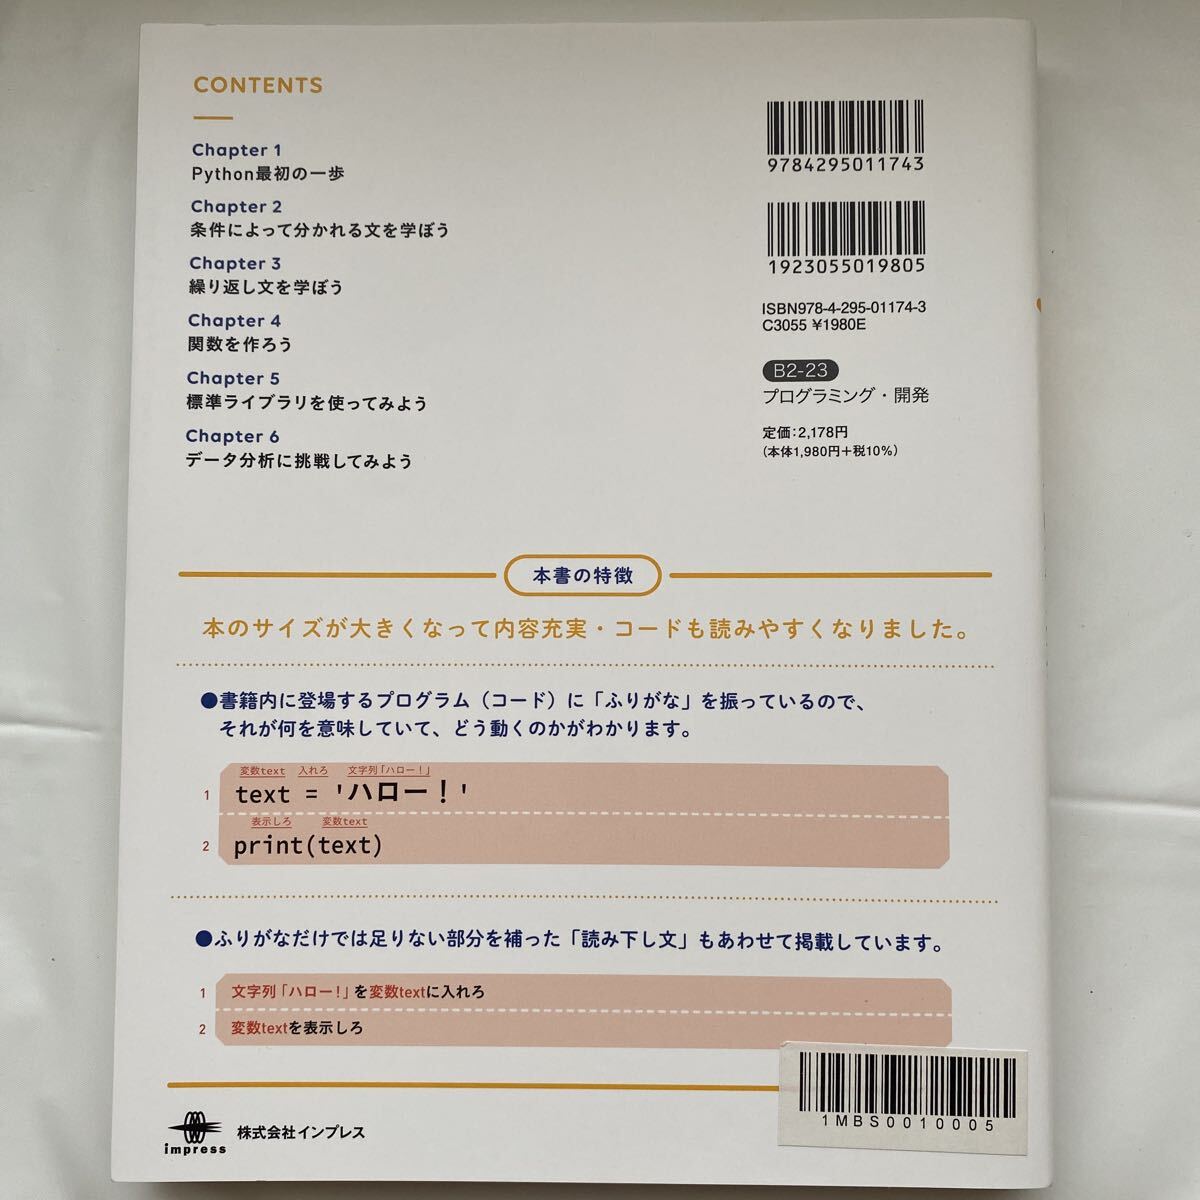 CONTENTS
Chapter 1
Python最初の一歩
Chapter 2
条件によって分かれる文を学ぼう
Chapter 3
繰り返し文を学ぼう
Chapter 4
関数を作ろう
Chapter 5
標準ライブラリを使ってみよう
Chapter 6
データ分析に挑戦してみよう
9784295011743
1923055019805
ISBN978-4-295-01174-3
C3055 ¥1980E
B2-23
プログラミング・開発
定価:2,178円
(本体1,980円+税10%)
本書の特徴
本のサイズが大きくなって内容充実・コードも読みやすくなりました。
●書籍内に登場するプログラム(コード)に「ふりがな」を振っているので、
それが何を意味していて、どう動くのかがわかります。
変数text 入れろ 文字列「ハロー!」
1 text = 'ハロー!'
表示しろ 変数text
2 print(text)
●ふりがなだけでは足りない部分を補った「読み下し文」もあわせて掲載しています。
1 文字列「ハロー!」を変数textに入れろ
2 変数textを表示しろ
impress 株式会社インプレス
1MBS0010005